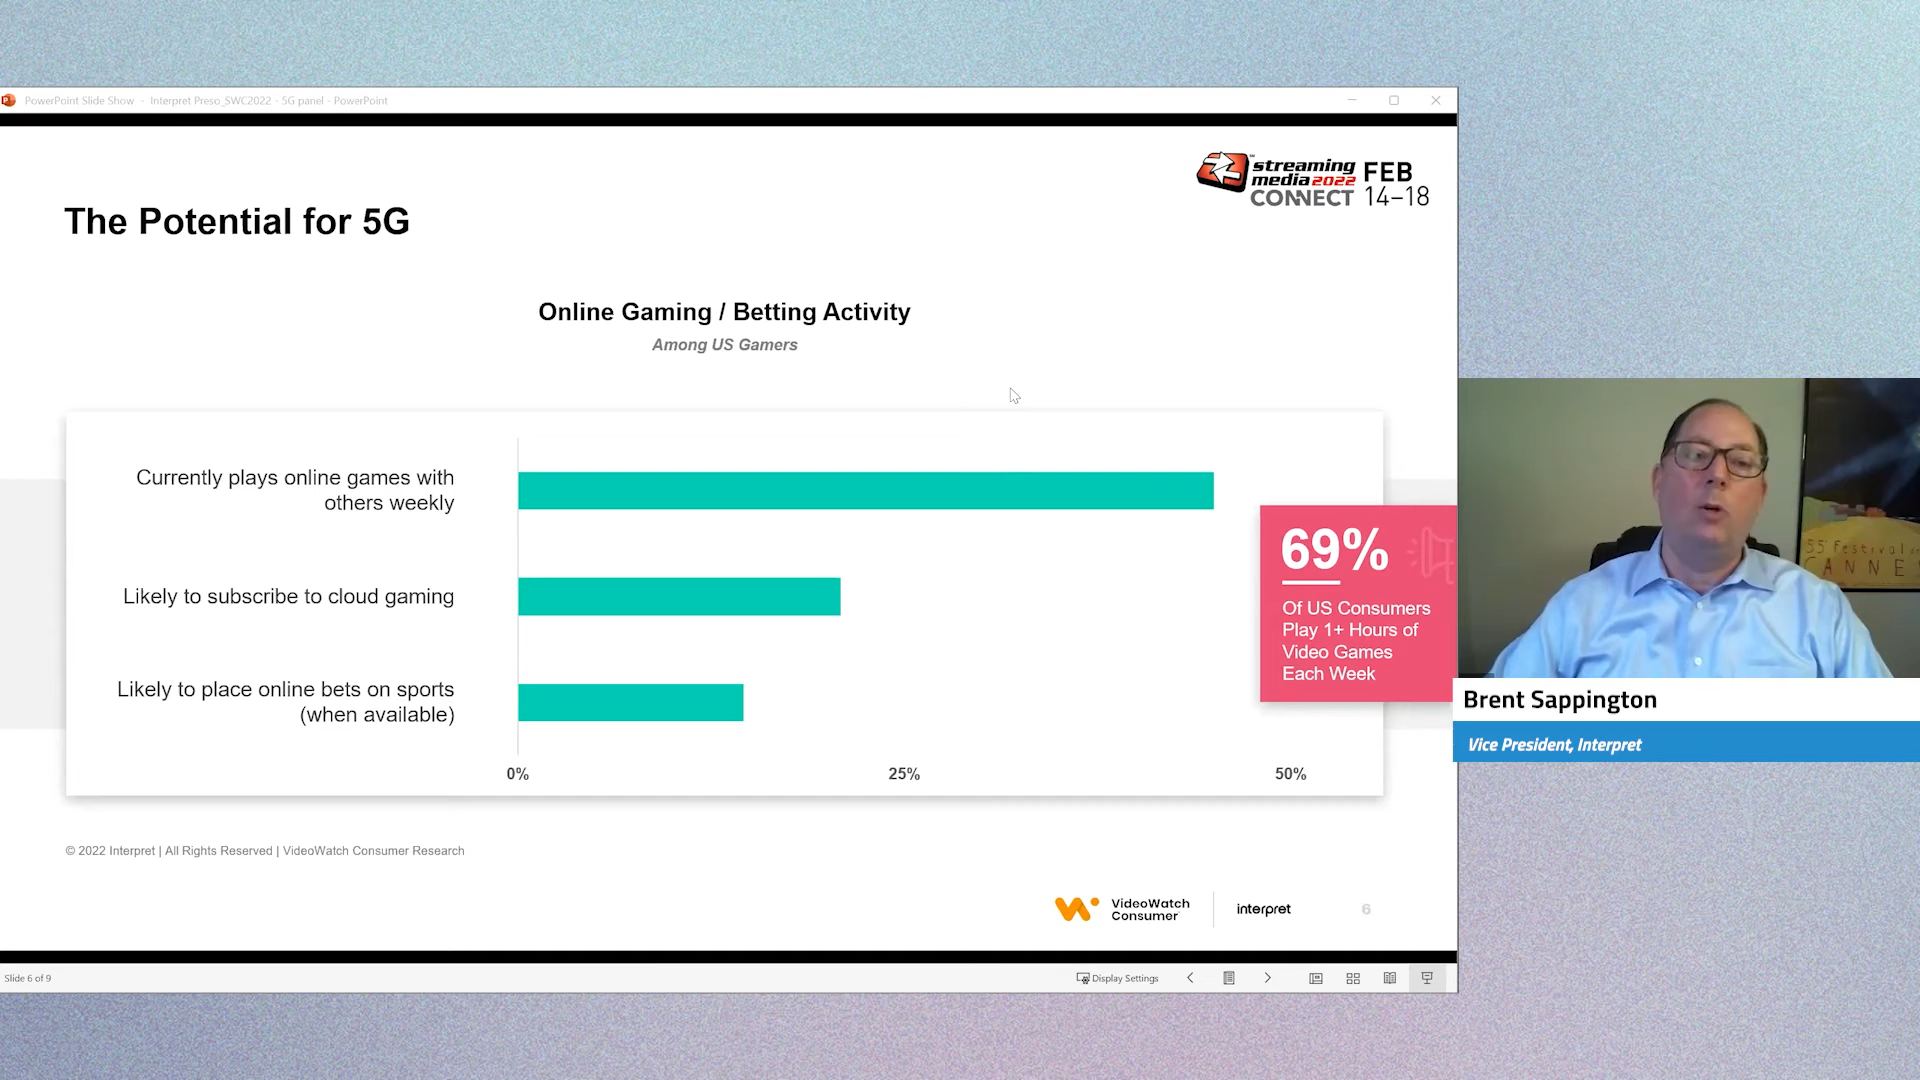 PowerPoint Slide Show - Interpret Preso_SWC2022 - 5G panel - PowerPoint
streaming
media 2022
CONNECT
FEB
14–18
The Potential for 5G
Online Gaming / Betting Activity
Among US Gamers
Currently plays online games with
others weekly
Likely to subscribe to cloud gaming
Likely to place online bets on sports
(when available)
0%
25%
50%
69%
Of US Consumers
Play 1+ Hours of
Video Games
Each Week
55 Festival
CANNE
Brent Sappington
Vice President, Interpret
© 2022 Interpret | All Rights Reserved | VideoWatch Consumer Research
VideoWatch
Consumer
interpret
6
Slide 6 of 9
Display Settings